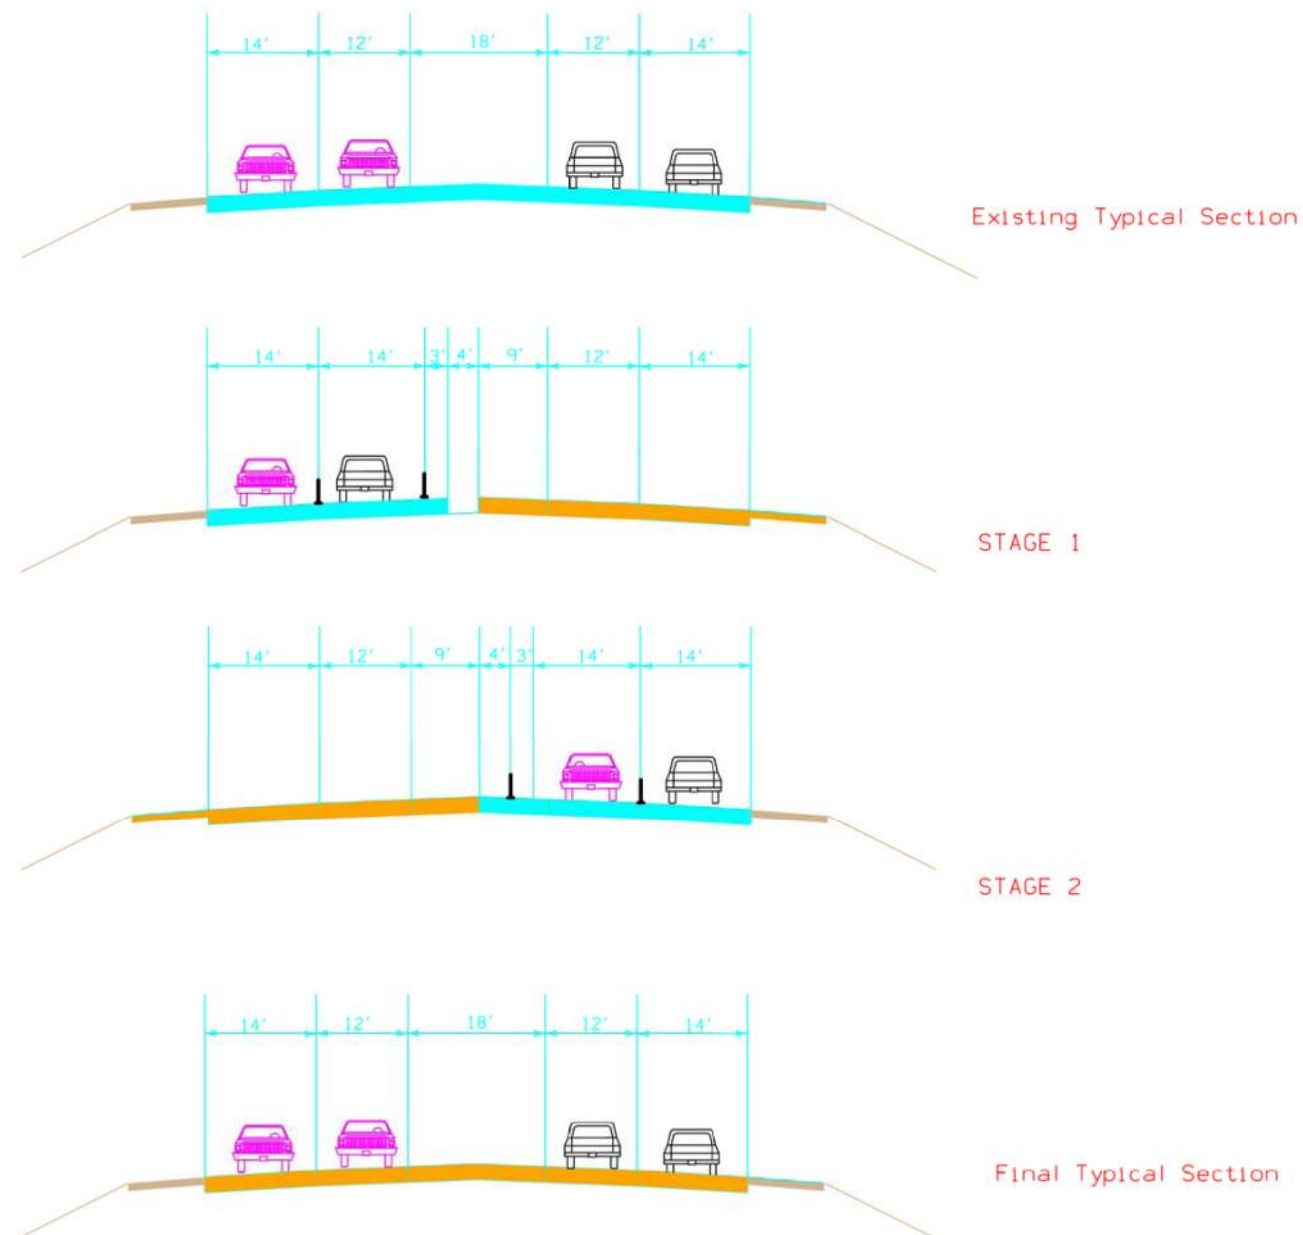 14' 12' 18' 12' 14'
Existing Typical Section
14' 14' 3' 4' 9' 12' 14'
STAGE 1
14' 12' 9' 4' 3' 14' 14'
STAGE 2
14' 12' 18' 12' 14'
Final Typical Section